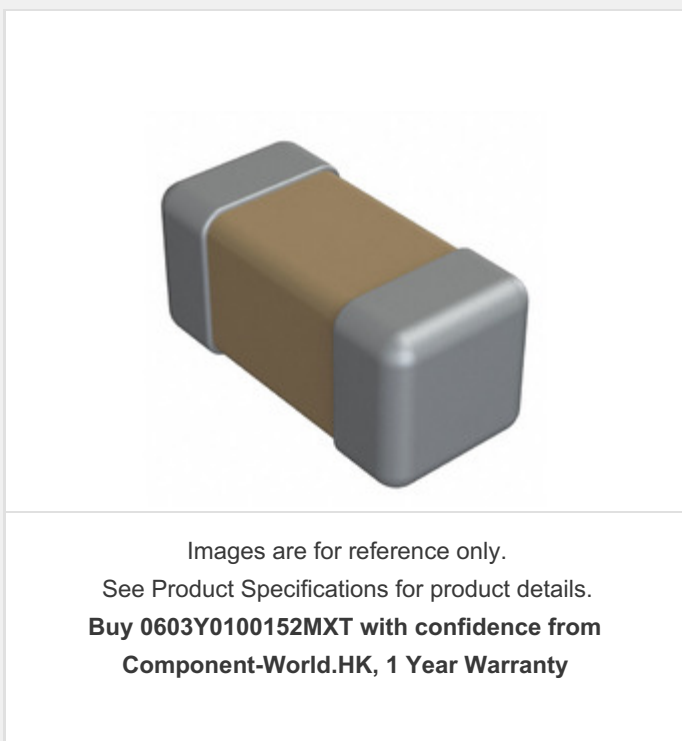 Images are for reference only.
See Product Specifications for product details.
Buy 0603Y0100152MXT with confidence from
Component-World.HK, 1 Year Warranty